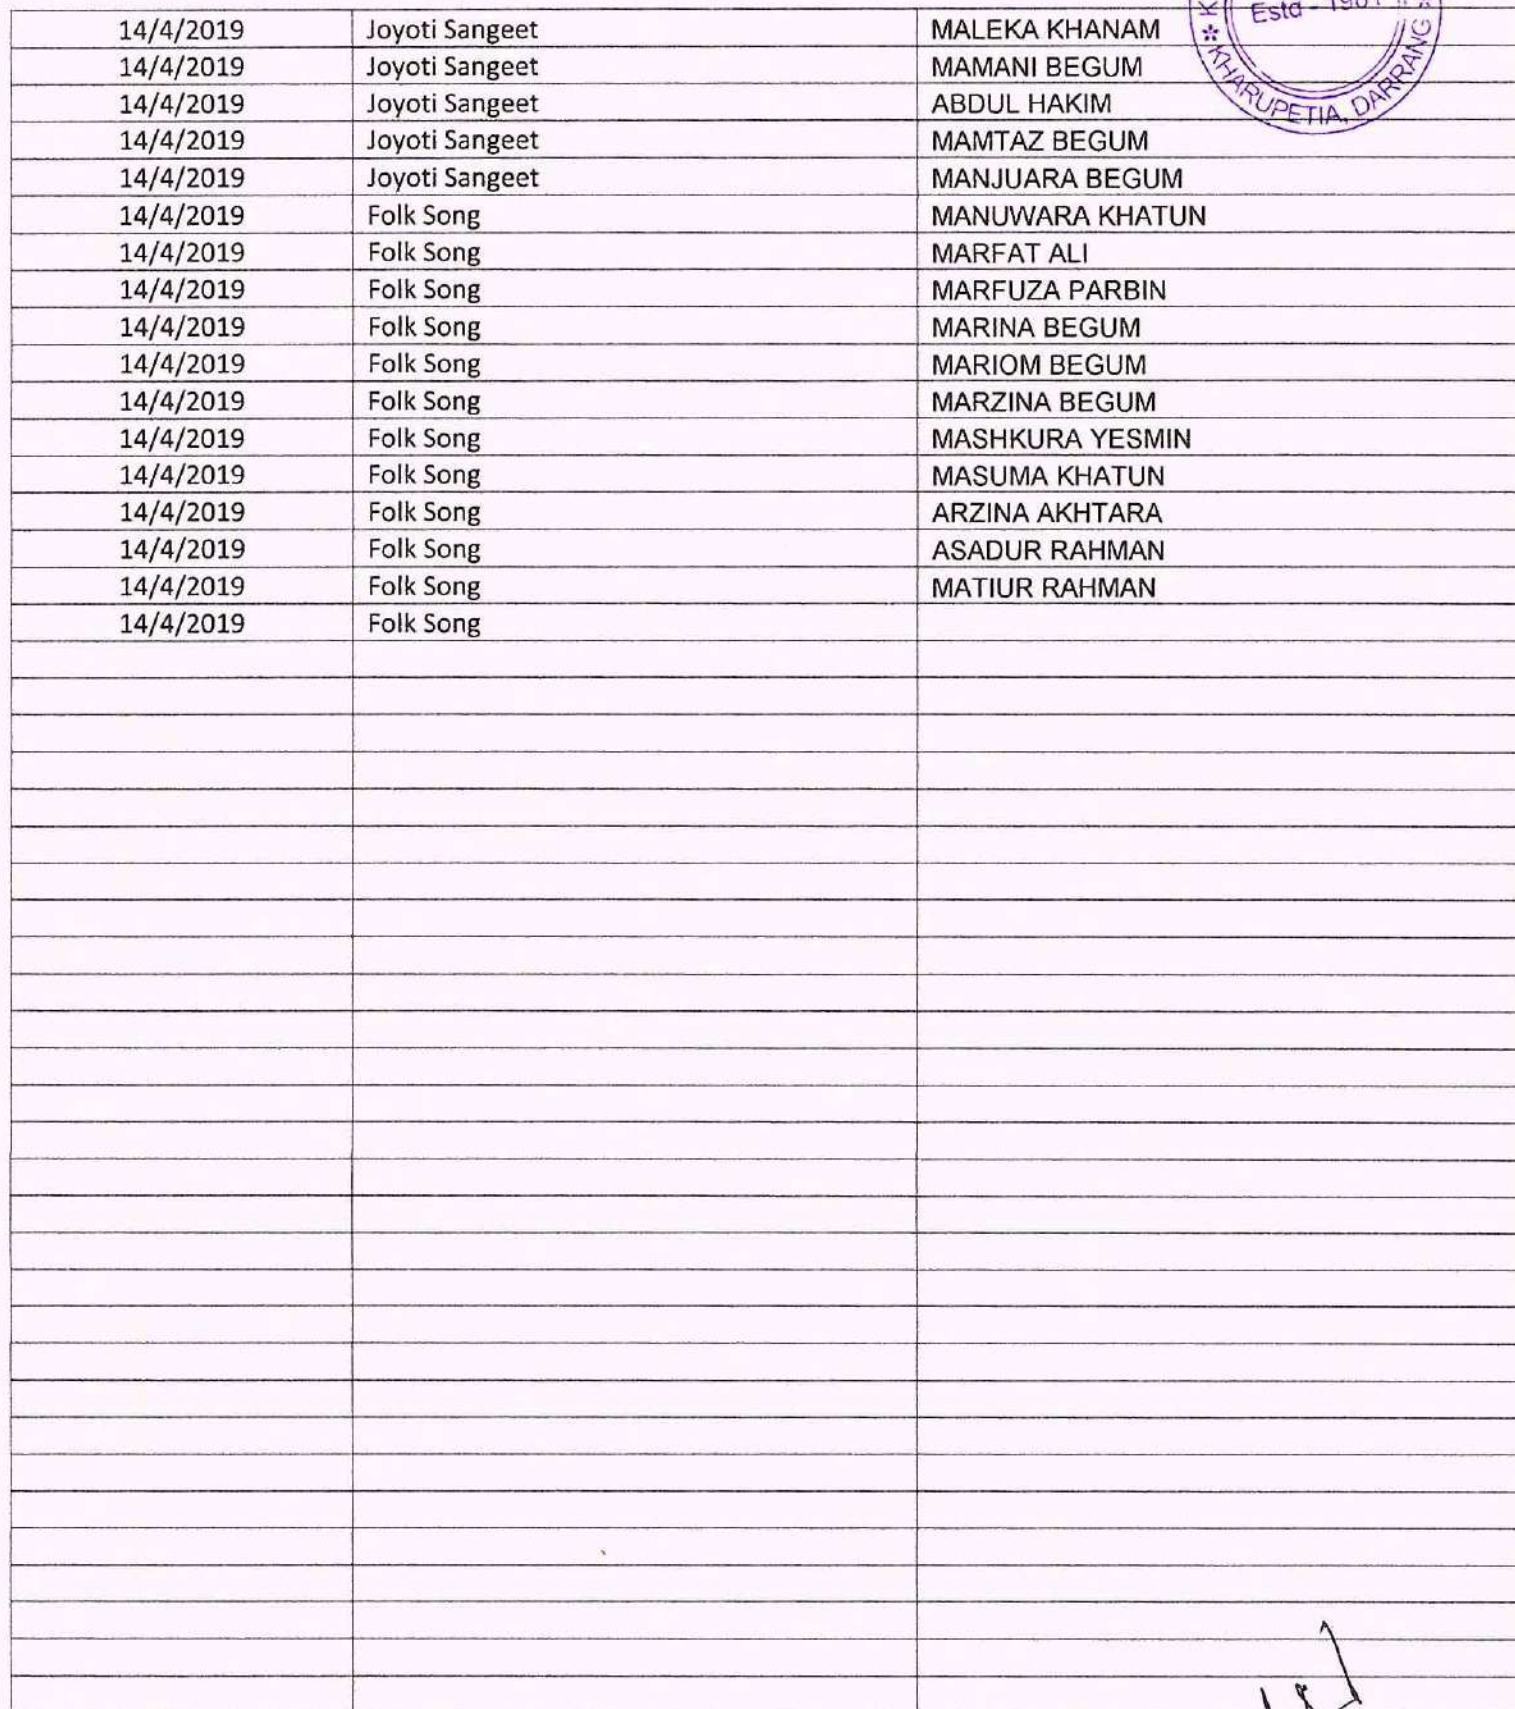 14/4/2019 Joyoti Sangeet MALEKA KHANAM
14/4/2019 Joyoti Sangeet MAMANI BEGUM
14/4/2019 Joyoti Sangeet ABDUL HAKIM
14/4/2019 Joyoti Sangeet MAMTAZ BEGUM
14/4/2019 Joyoti Sangeet MANJUARA BEGUM
14/4/2019 Folk Song MANUWARA KHATUN
14/4/2019 Folk Song MARFAT ALI
14/4/2019 Folk Song MARFUZA PARBIN
14/4/2019 Folk Song MARINA BEGUM
14/4/2019 Folk Song MARIOM BEGUM
14/4/2019 Folk Song MARZINA BEGUM
14/4/2019 Folk Song MASHKURA YESMIN
14/4/2019 Folk Song MASUMA KHATUN
14/4/2019 Folk Song ARZINA AKHTARA
14/4/2019 Folk Song ASADUR RAHMAN
14/4/2019 Folk Song MATIUR RAHMAN
14/4/2019 Folk Song
Estd -
KHARUPETIA, DARRANG